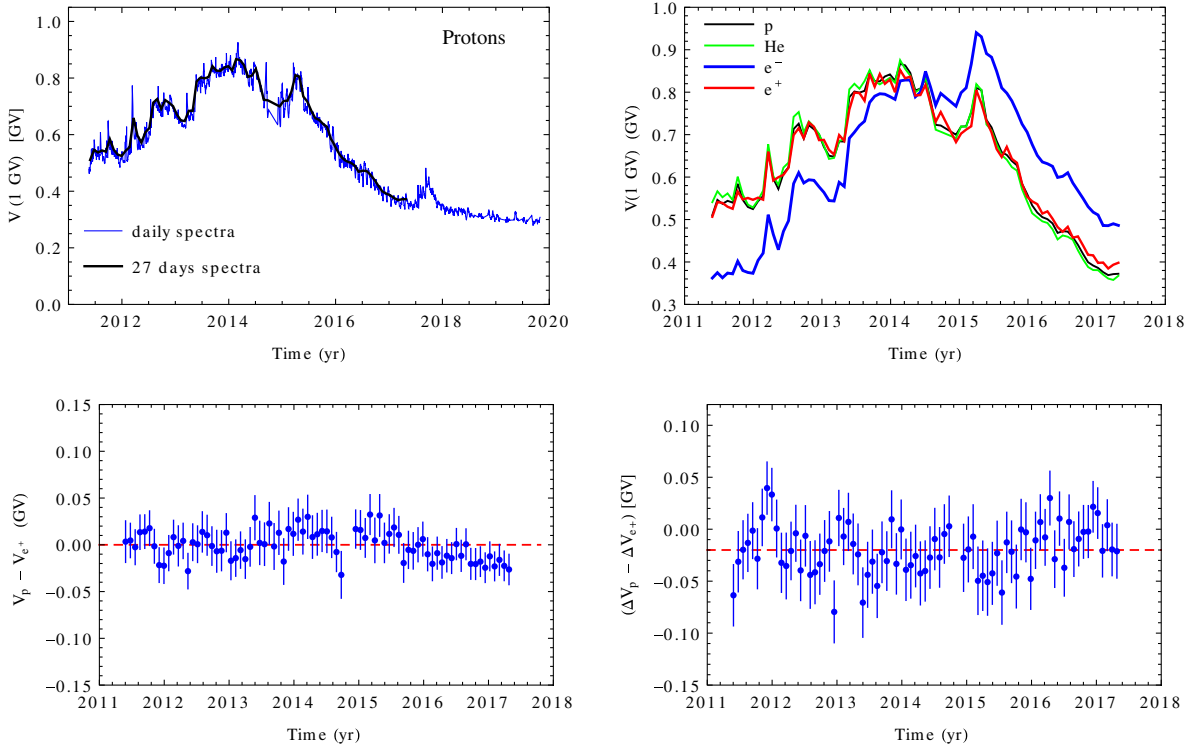 1.0
0.8
0.6
0.4
0.2
0.0
V (1 GV) [GV]
Protons
daily spectra
27 days spectra
2012 2014 2016 2018 2020
Time (yr)
1.0
0.9
0.8
0.7
0.6
0.5
0.4
0.3
V(1 GV) (GV)
p
He
e⁻
e⁺
2011 2012 2013 2014 2015 2016 2017 2018
Time (yr)
0.15
0.10
0.05
0.00
−0.05
−0.10
−0.15
Vₚ − Vₑ₊ (GV)
2011 2012 2013 2014 2015 2016 2017 2018
Time (yr)
0.10
0.05
0.00
−0.05
−0.10
−0.15
(ΔVₚ − ΔVₑ₊) [GV]
2011 2012 2013 2014 2015 2016 2017 2018
Time (yr)